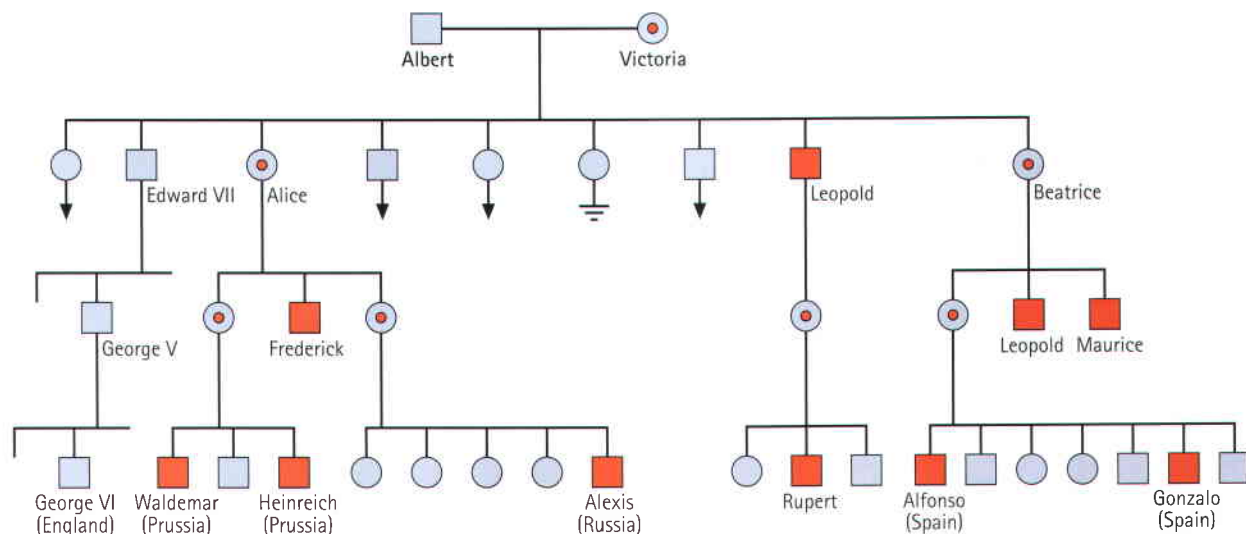 Albert
Victoria
Edward VII
Alice
Leopold
Beatrice
George V
Frederick
Leopold
Maurice
George VI
(England)
Waldemar
(Prussia)
Heinreich
(Prussia)
Alexis
(Russia)
Rupert
Alfonso
(Spain)
Gonzalo
(Spain)